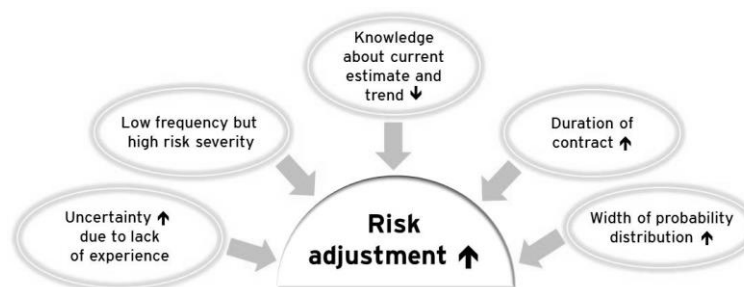 Knowledge
about current
estimate and
trend ↓
Low frequency but
high risk severity
Duration of
contract ↑
Uncertainty ↑
due to lack
of experience
Width of probability
distribution ↑
Risk
adjustment ↑